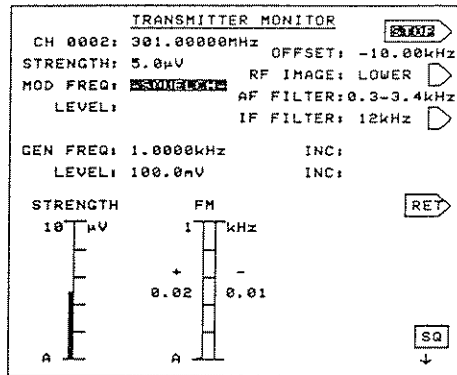 TRANSMITTER MONITOR
STOP
CH 0002: 301.00000MHz
OFFSET: -10.00kHz
STRENGTH: 5.0µV
RF IMAGE: LOWER
MOD FREQ: -SQUELCH-
AF FILTER:0.3-3.4kHz
LEVEL:
IF FILTER: 12kHz
GEN FREQ: 1.0000kHz INC:
LEVEL: 100.0mV INC:
STRENGTH FM
RET
10 µV 1 kHz
+ -
0.02 0.01
SQ
A A